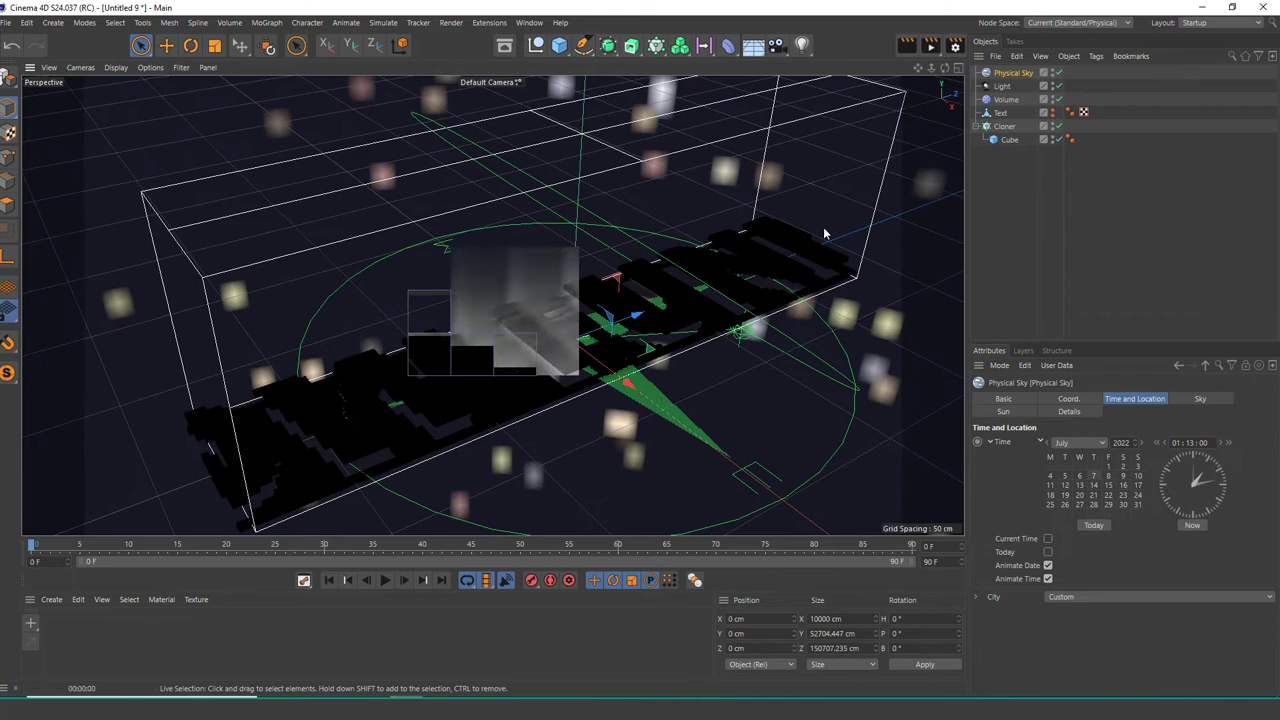 Cinema 4D S24.037 (RC) - [Untitled 9 *] - Main
File Edit Create Modes Select Tools Mesh Spline Volume MoGraph Character Animate Simulate Tracker Render Extensions Window Help
Node Space: Current (Standard/Physical) Layout: Startup
Objects Takes
File Edit View Object Tags Bookmarks
View Cameras Display Options Filter Panel
Perspective
Default Camera
Physical Sky
Light
Volume
Text
Cloner
Cube
Grid Spacing : 50 cm
Attributes Layers Structure
Mode Edit User Data
Physical Sky [Physical Sky]
Basic Coord. Time and Location Sky
Sun Details
Time and Location
Time July 2022 01 : 13 : 00
M T W T F S S
1 2 3
4 5 6 7 8 9 10
11 12 13 14 15 16 17
18 19 20 21 22 23 24
25 26 27 28 29 30 31
Today Now
Current Time
Today
Animate Date
Animate Time
City Custom
0 5 10 15 20 25 30 35 40 45 50 55 60 65 70 75 80 85 90 0 F
0 F 0 F 90 F 90 F
Create Edit View Select Material Texture
Position Size Rotation
X 0 cm X 10000 cm H 0 °
Y 0 cm Y 52704.447 cm P 0 °
Z 0 cm Z 150707.235 cm B 0 °
Object (Rel) Size Apply
00:00:00 Live Selection: Click and drag to select elements. Hold down SHIFT to add to the selection, CTRL to remove.